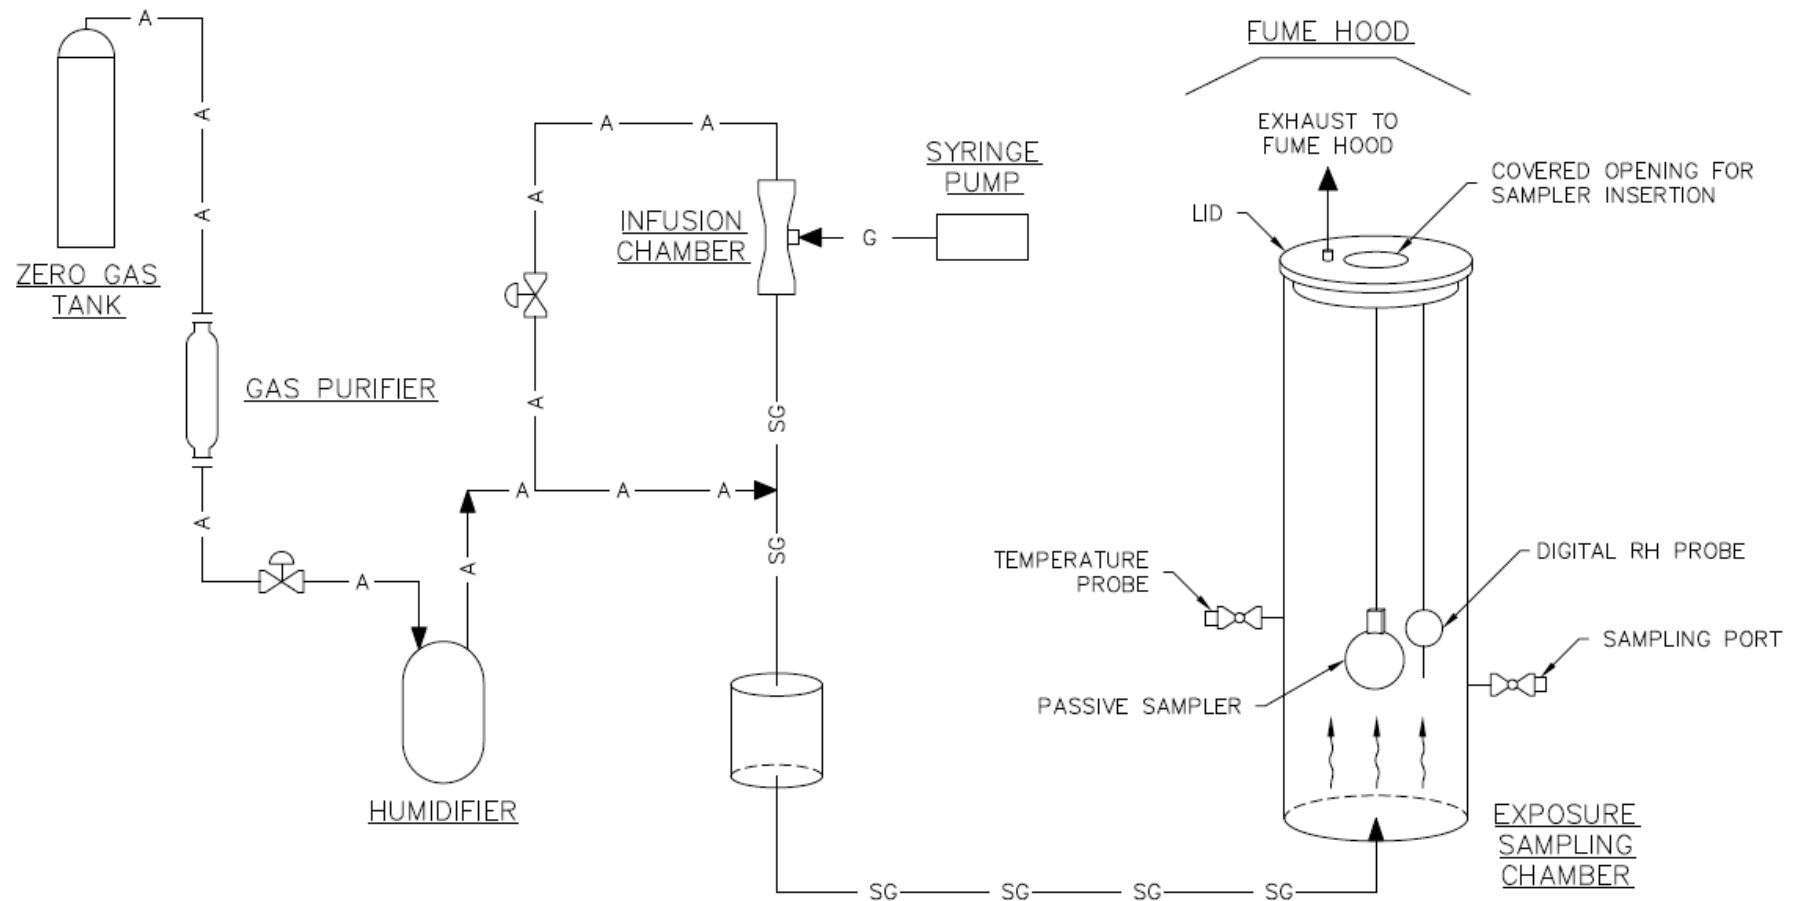 A
A
A
ZERO GAS
TANK
GAS PURIFIER
A
A
HUMIDIFIER
A
A
A
A
A
A
A
A
INFUSION
CHAMBER
SYRINGE
PUMP
G
SG
SG
SG
SG
SG
SG
FUME HOOD
EXHAUST TO
FUME HOOD
COVERED OPENING FOR
SAMPLER INSERTION
LID
TEMPERATURE
PROBE
DIGITAL RH PROBE
SAMPLING PORT
PASSIVE SAMPLER
EXPOSURE
SAMPLING
CHAMBER